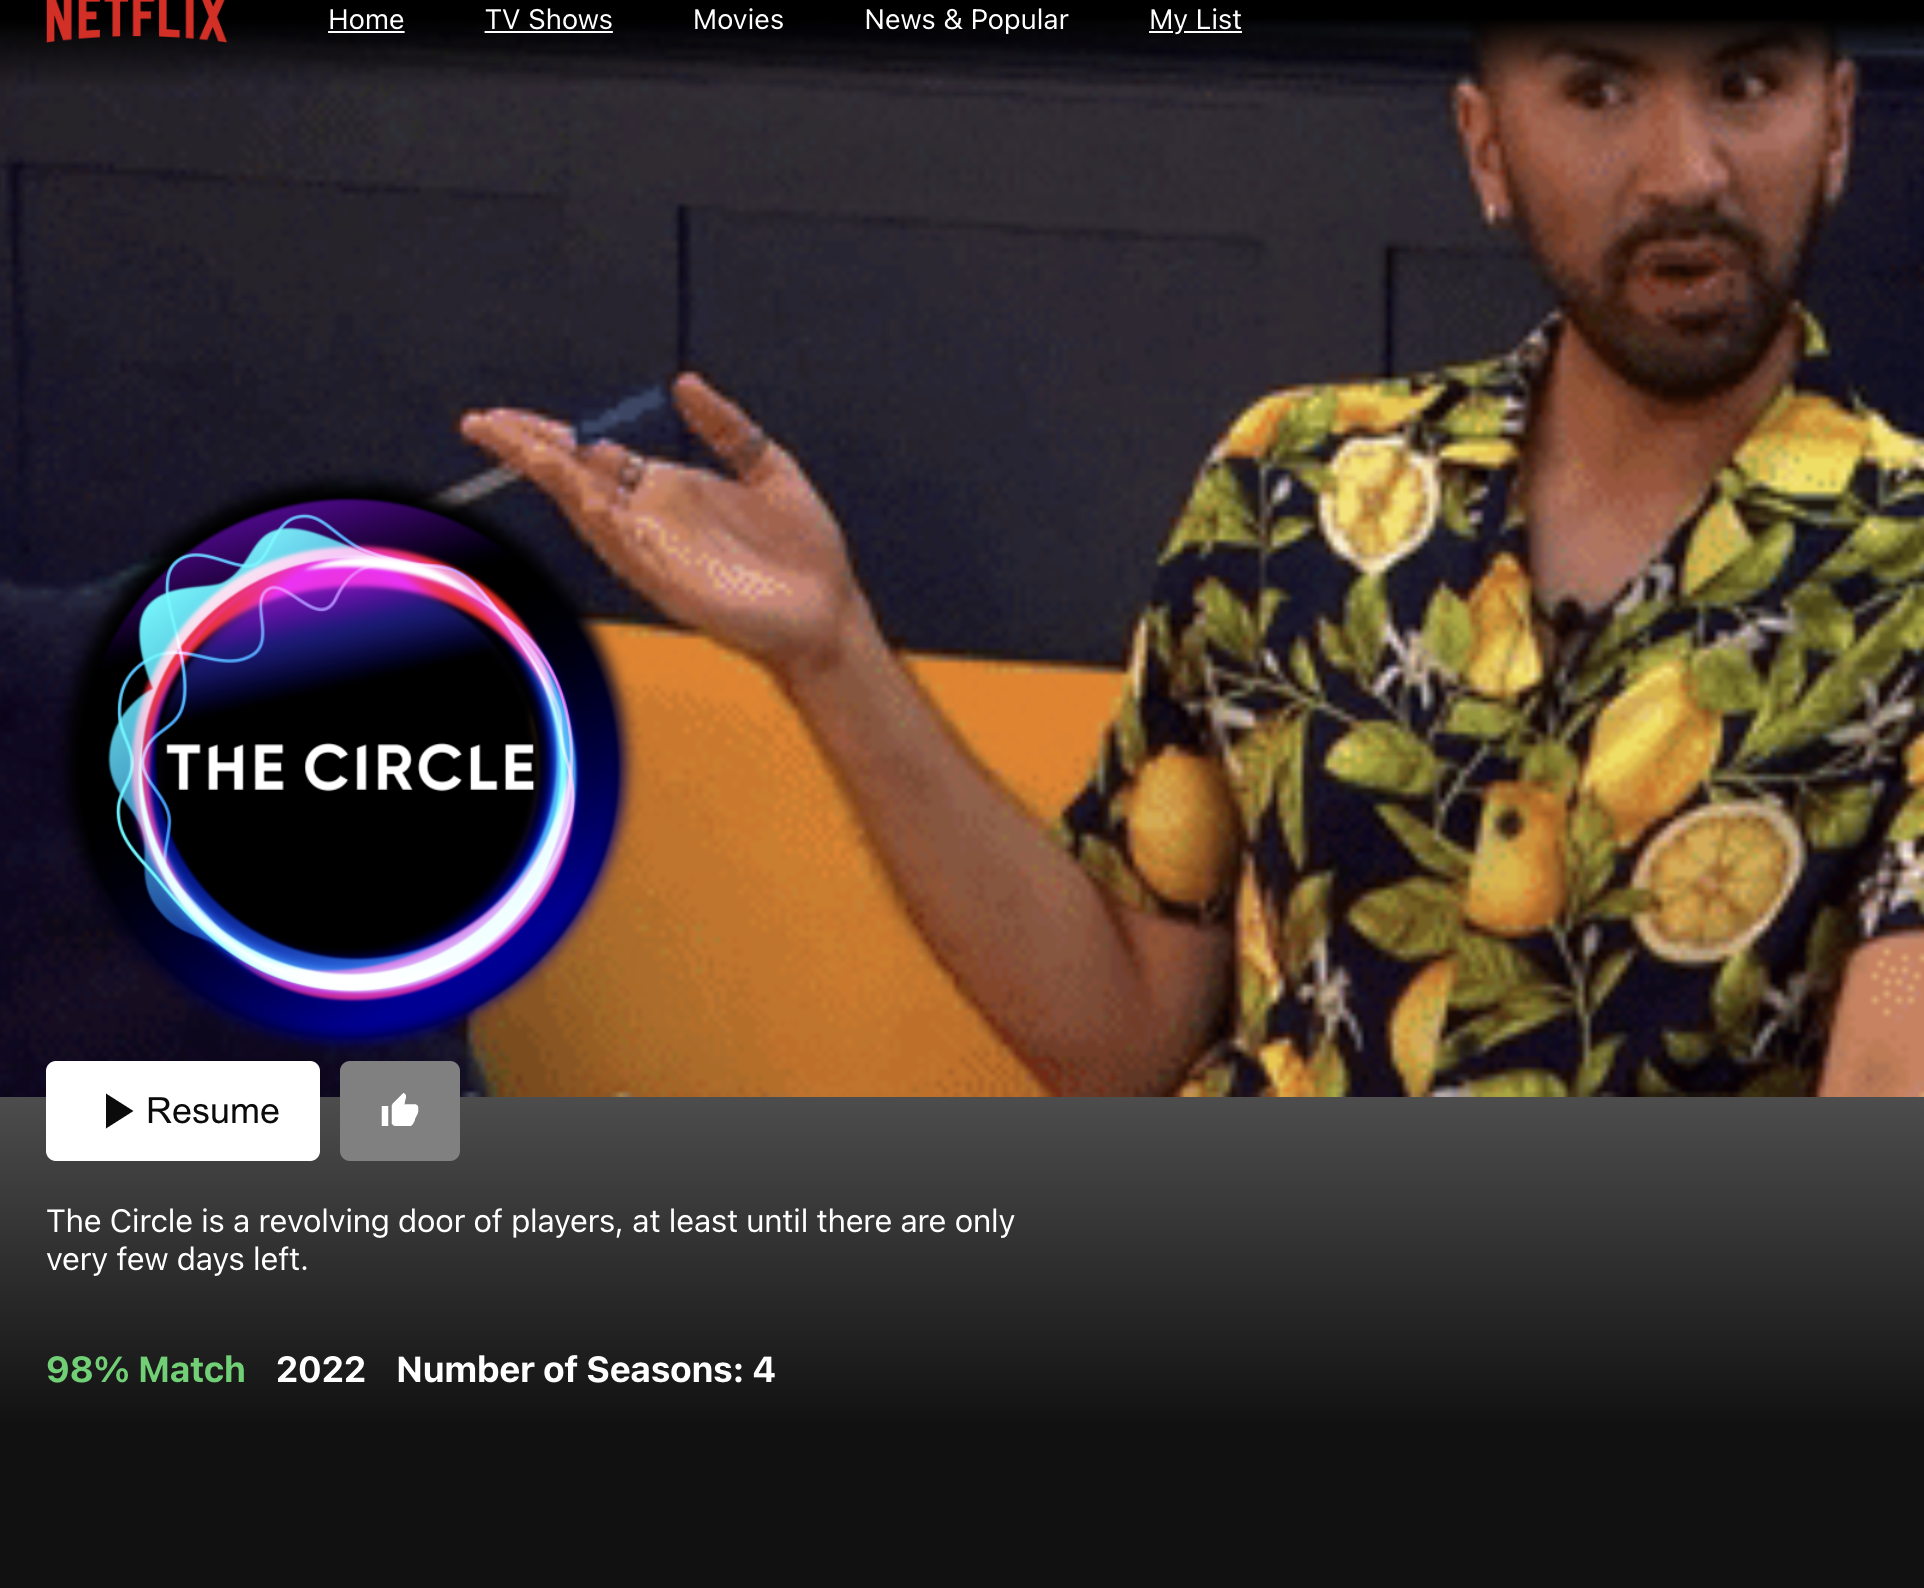 NETFLIX Home TV Shows Movies News & Popular My List
THE CIRCLE
Resume
The Circle is a revolving door of players, at least until there are only
very few days left.
98% Match 2022 Number of Seasons: 4